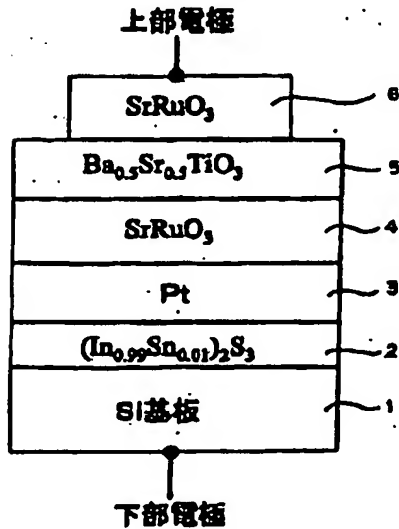 上部電極
SrRuO₃ 6
Ba₀.₅Sr₀.₅TiO₃ 5
SrRuO₃ 4
Pt 3
(In₀.₉₉Sn₀.₀₁)₂S₃ 2
Si基板 1
下部電極